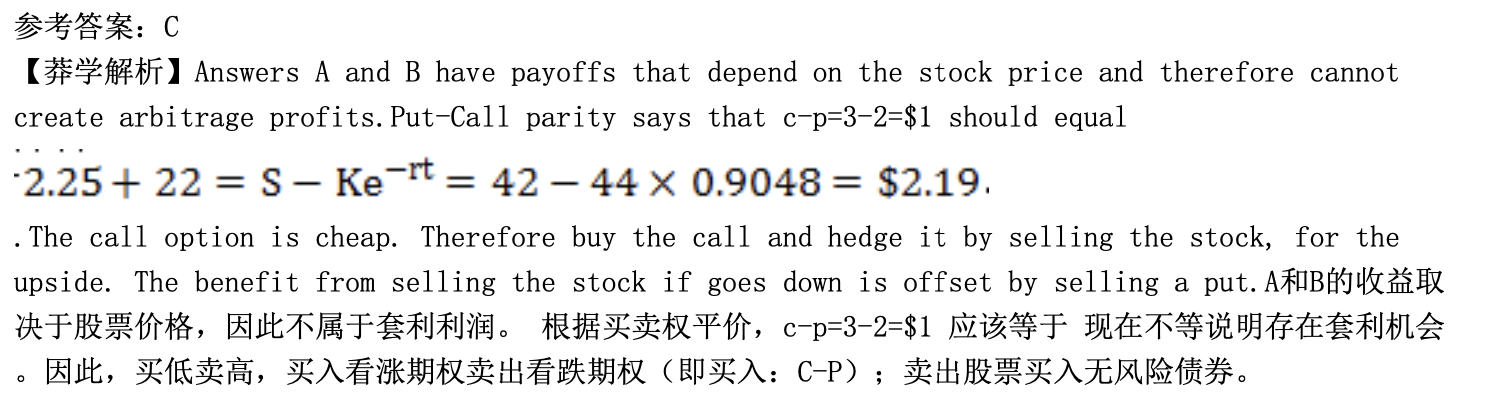 参考答案：C
【莽学解析】Answers A and B have payoffs that depend on the stock price and therefore cannot
create arbitrage profits.Put-Call parity says that c-p=3-2=$1 should equal
2.25 + 22 = S − Ke^−rt = 42 − 44 × 0.9048 = $2.19.
.The call option is cheap. Therefore buy the call and hedge it by selling the stock, for the
upside. The benefit from selling the stock if goes down is offset by selling a put.A和B的收益取
决于股票价格，因此不属于套利利润。 根据买卖权平价，c-p=3-2=$1 应该等于 现在不等说明存在套利机会
。因此，买低卖高，买入看涨期权卖出看跌期权（即买入：C-P）；卖出股票买入无风险债券。